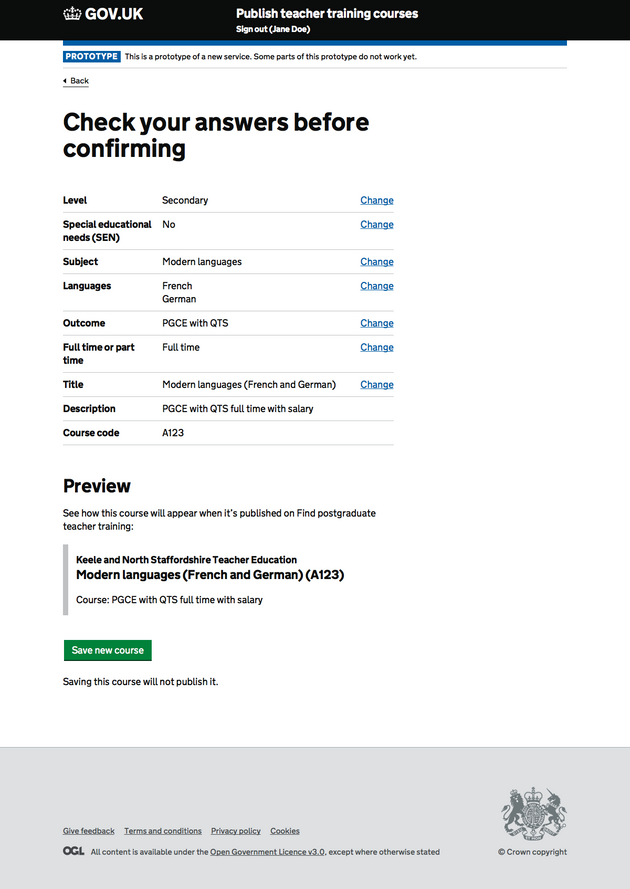 GOV.UK
Publish teacher training courses
Sign out (Jane Doe)
PROTOTYPE This is a prototype of a new service. Some parts of this prototype do not work yet.
Back
Check your answers before
confirming
Level Secondary Change
Special educational needs (SEN) No Change
Subject Modern languages Change
Languages French Change
German
Outcome PGCE with QTS Change
Full time or part time Full time Change
Title Modern languages (French and German) Change
Description PGCE with QTS full time with salary
Course code A123
Preview
See how this course will appear when it's published on Find postgraduate
teacher training:
Keele and North Staffordshire Teacher Education
Modern languages (French and German) (A123)
Course: PGCE with QTS full time with salary
Save new course
Saving this course will not publish it.
Give feedback Terms and conditions Privacy policy Cookies
OGL All content is available under the Open Government Licence v3.0, except where otherwise stated
© Crown copyright